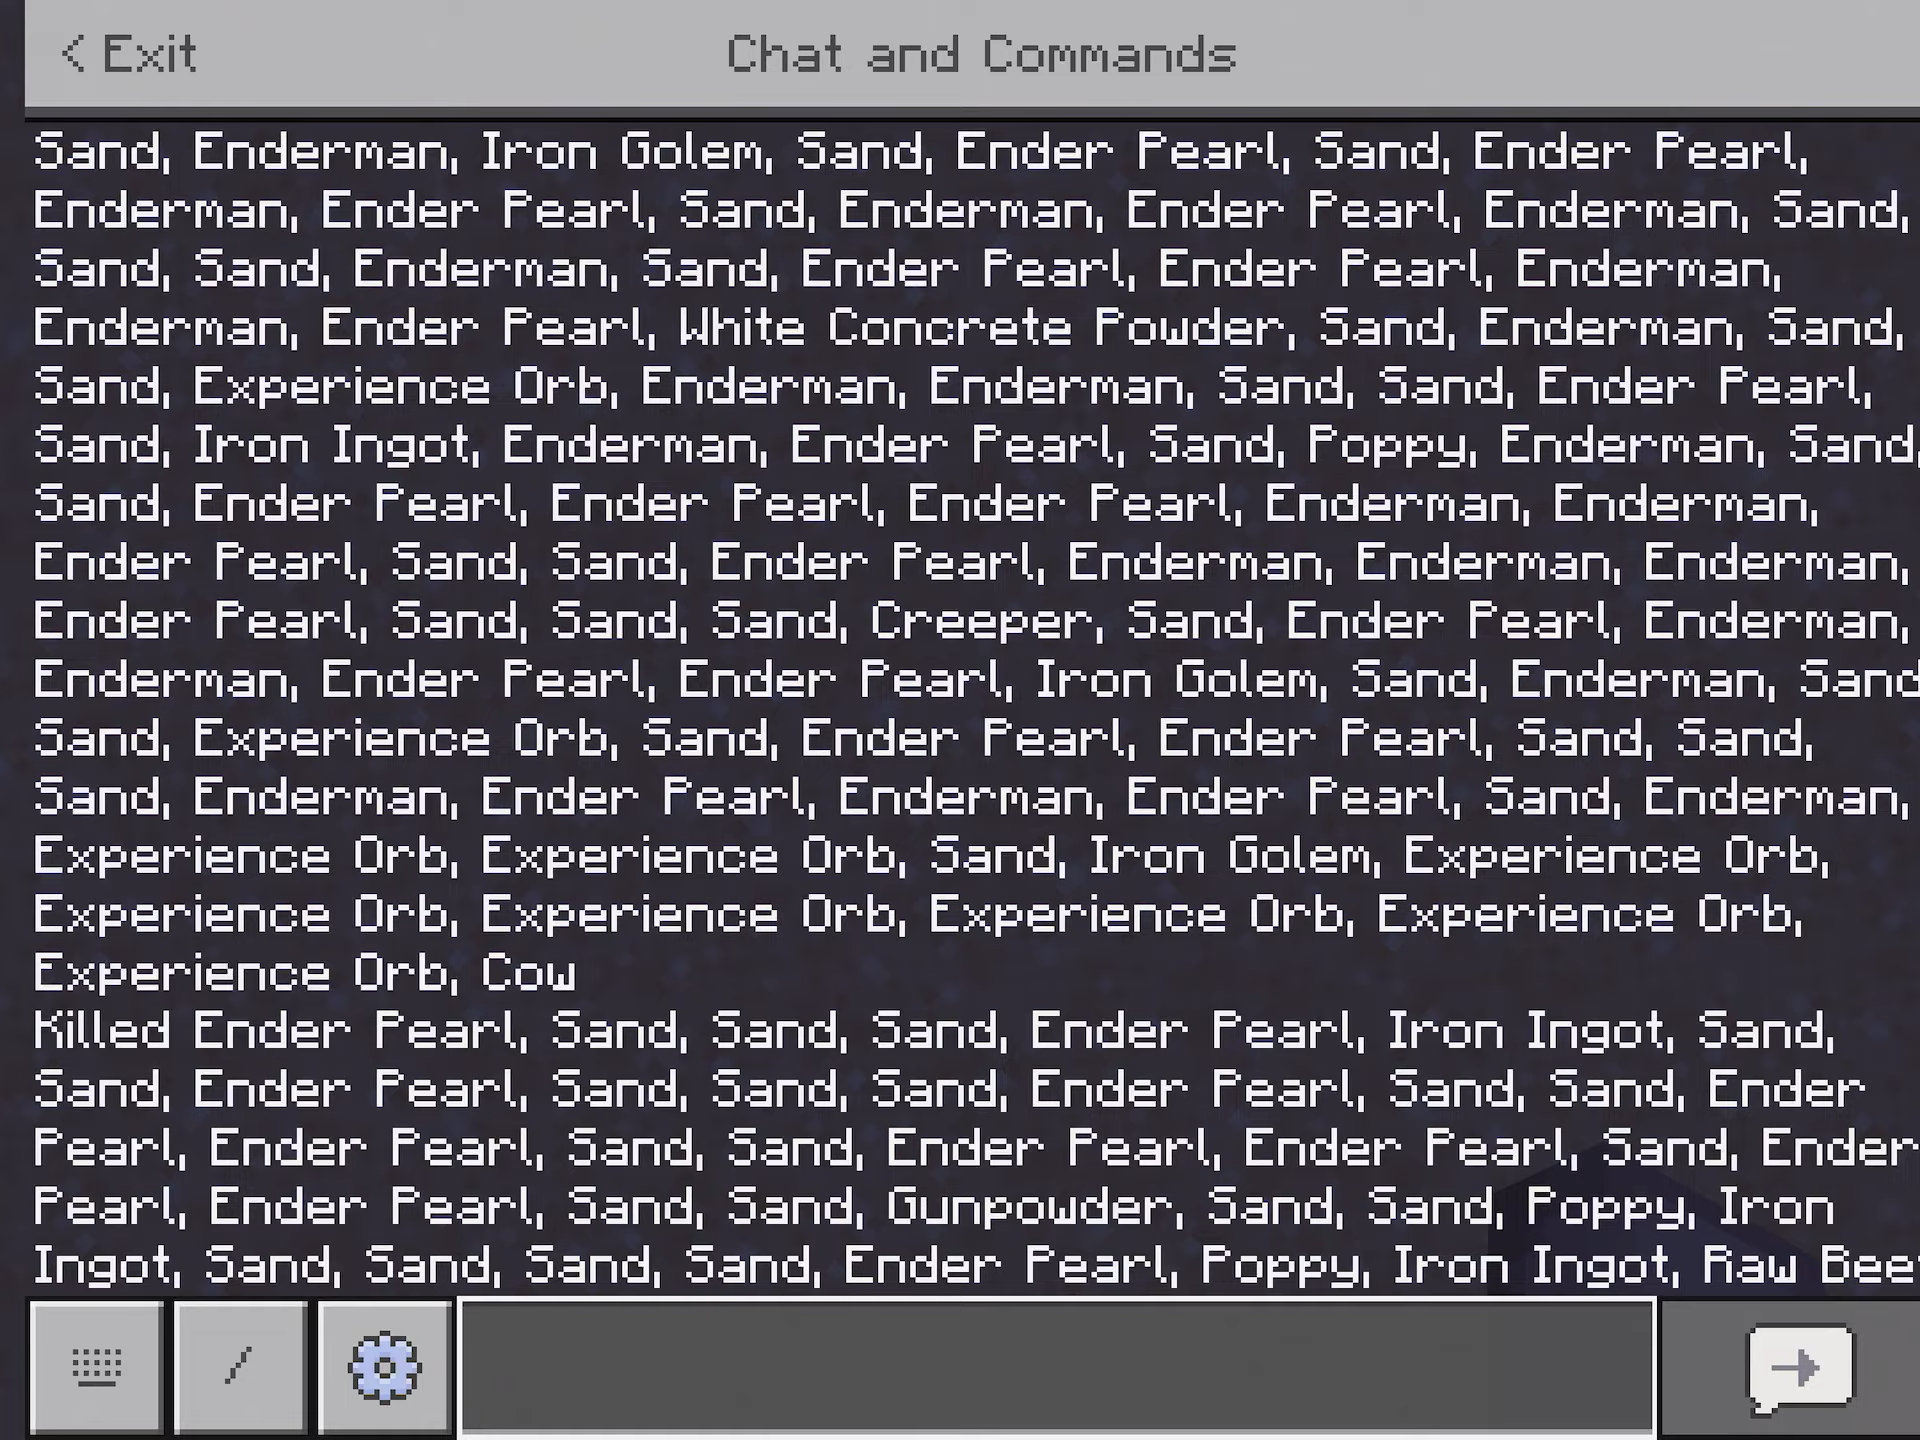 < Exit
Chat and Commands
Sand, Enderman, Iron Golem, Sand, Ender Pearl, Sand, Ender Pearl,
Enderman, Ender Pearl, Sand, Enderman, Ender Pearl, Enderman, Sand,
Sand, Sand, Enderman, Sand, Ender Pearl, Ender Pearl, Enderman,
Enderman, Ender Pearl, White Concrete Powder, Sand, Enderman, Sand,
Sand, Experience Orb, Enderman, Enderman, Sand, Sand, Ender Pearl,
Sand, Iron Ingot, Enderman, Ender Pearl, Sand, Poppy, Enderman, Sand,
Sand, Ender Pearl, Ender Pearl, Ender Pearl, Enderman, Enderman,
Ender Pearl, Sand, Sand, Ender Pearl, Enderman, Enderman, Enderman,
Ender Pearl, Sand, Sand, Sand, Creeper, Sand, Ender Pearl, Enderman,
Enderman, Ender Pearl, Ender Pearl, Iron Golem, Sand, Enderman, Sand
Sand, Experience Orb, Sand, Ender Pearl, Ender Pearl, Sand, Sand,
Sand, Enderman, Ender Pearl, Enderman, Ender Pearl, Sand, Enderman,
Experience Orb, Experience Orb, Sand, Iron Golem, Experience Orb,
Experience Orb, Experience Orb, Experience Orb, Experience Orb,
Experience Orb, Cow
Killed Ender Pearl, Sand, Sand, Sand, Ender Pearl, Iron Ingot, Sand,
Sand, Ender Pearl, Sand, Sand, Sand, Ender Pearl, Sand, Sand, Ender
Pearl, Ender Pearl, Sand, Sand, Ender Pearl, Ender Pearl, Sand, Ender
Pearl, Ender Pearl, Sand, Sand, Gunpowder, Sand, Sand, Poppy, Iron
Ingot, Sand, Sand, Sand, Sand, Ender Pearl, Poppy, Iron Ingot, Raw Bee
/